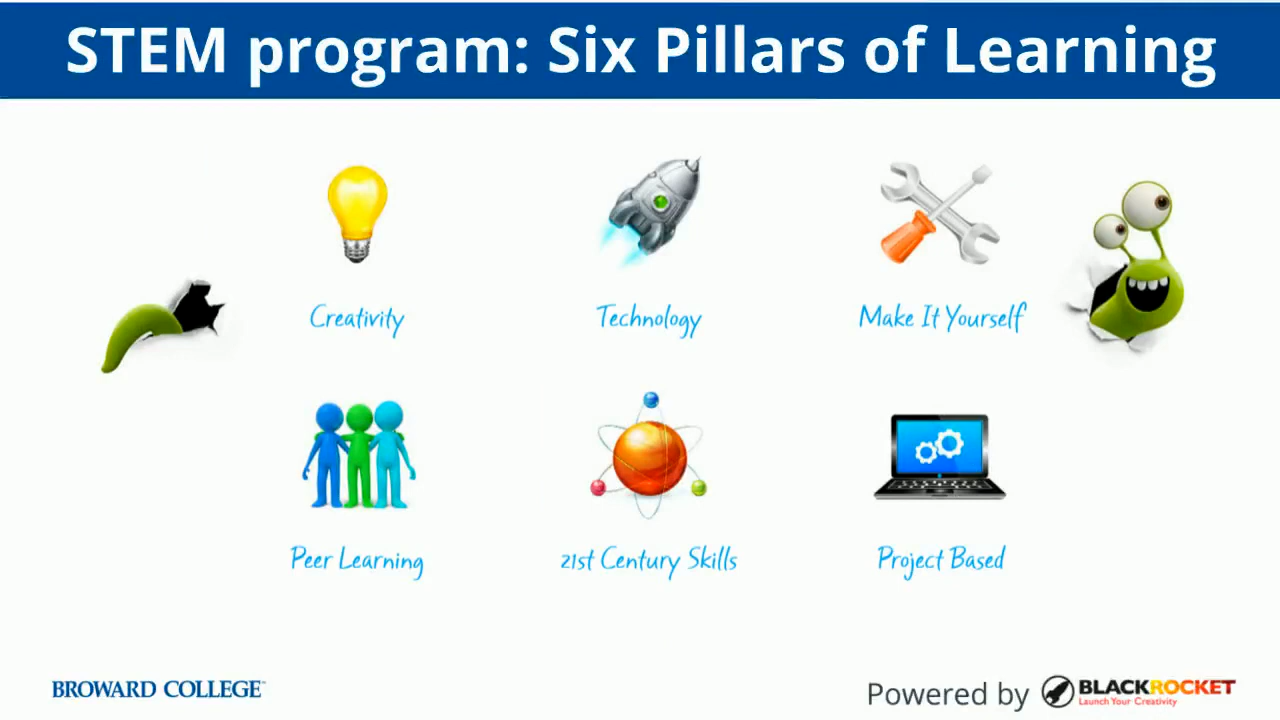 STEM program: Six Pillars of Learning
Creativity
Technology
Make It Yourself
Peer Learning
21st Century Skills
Project Based
BROWARD COLLEGE
Powered by BLACKROCKET
Launch Your Creativity